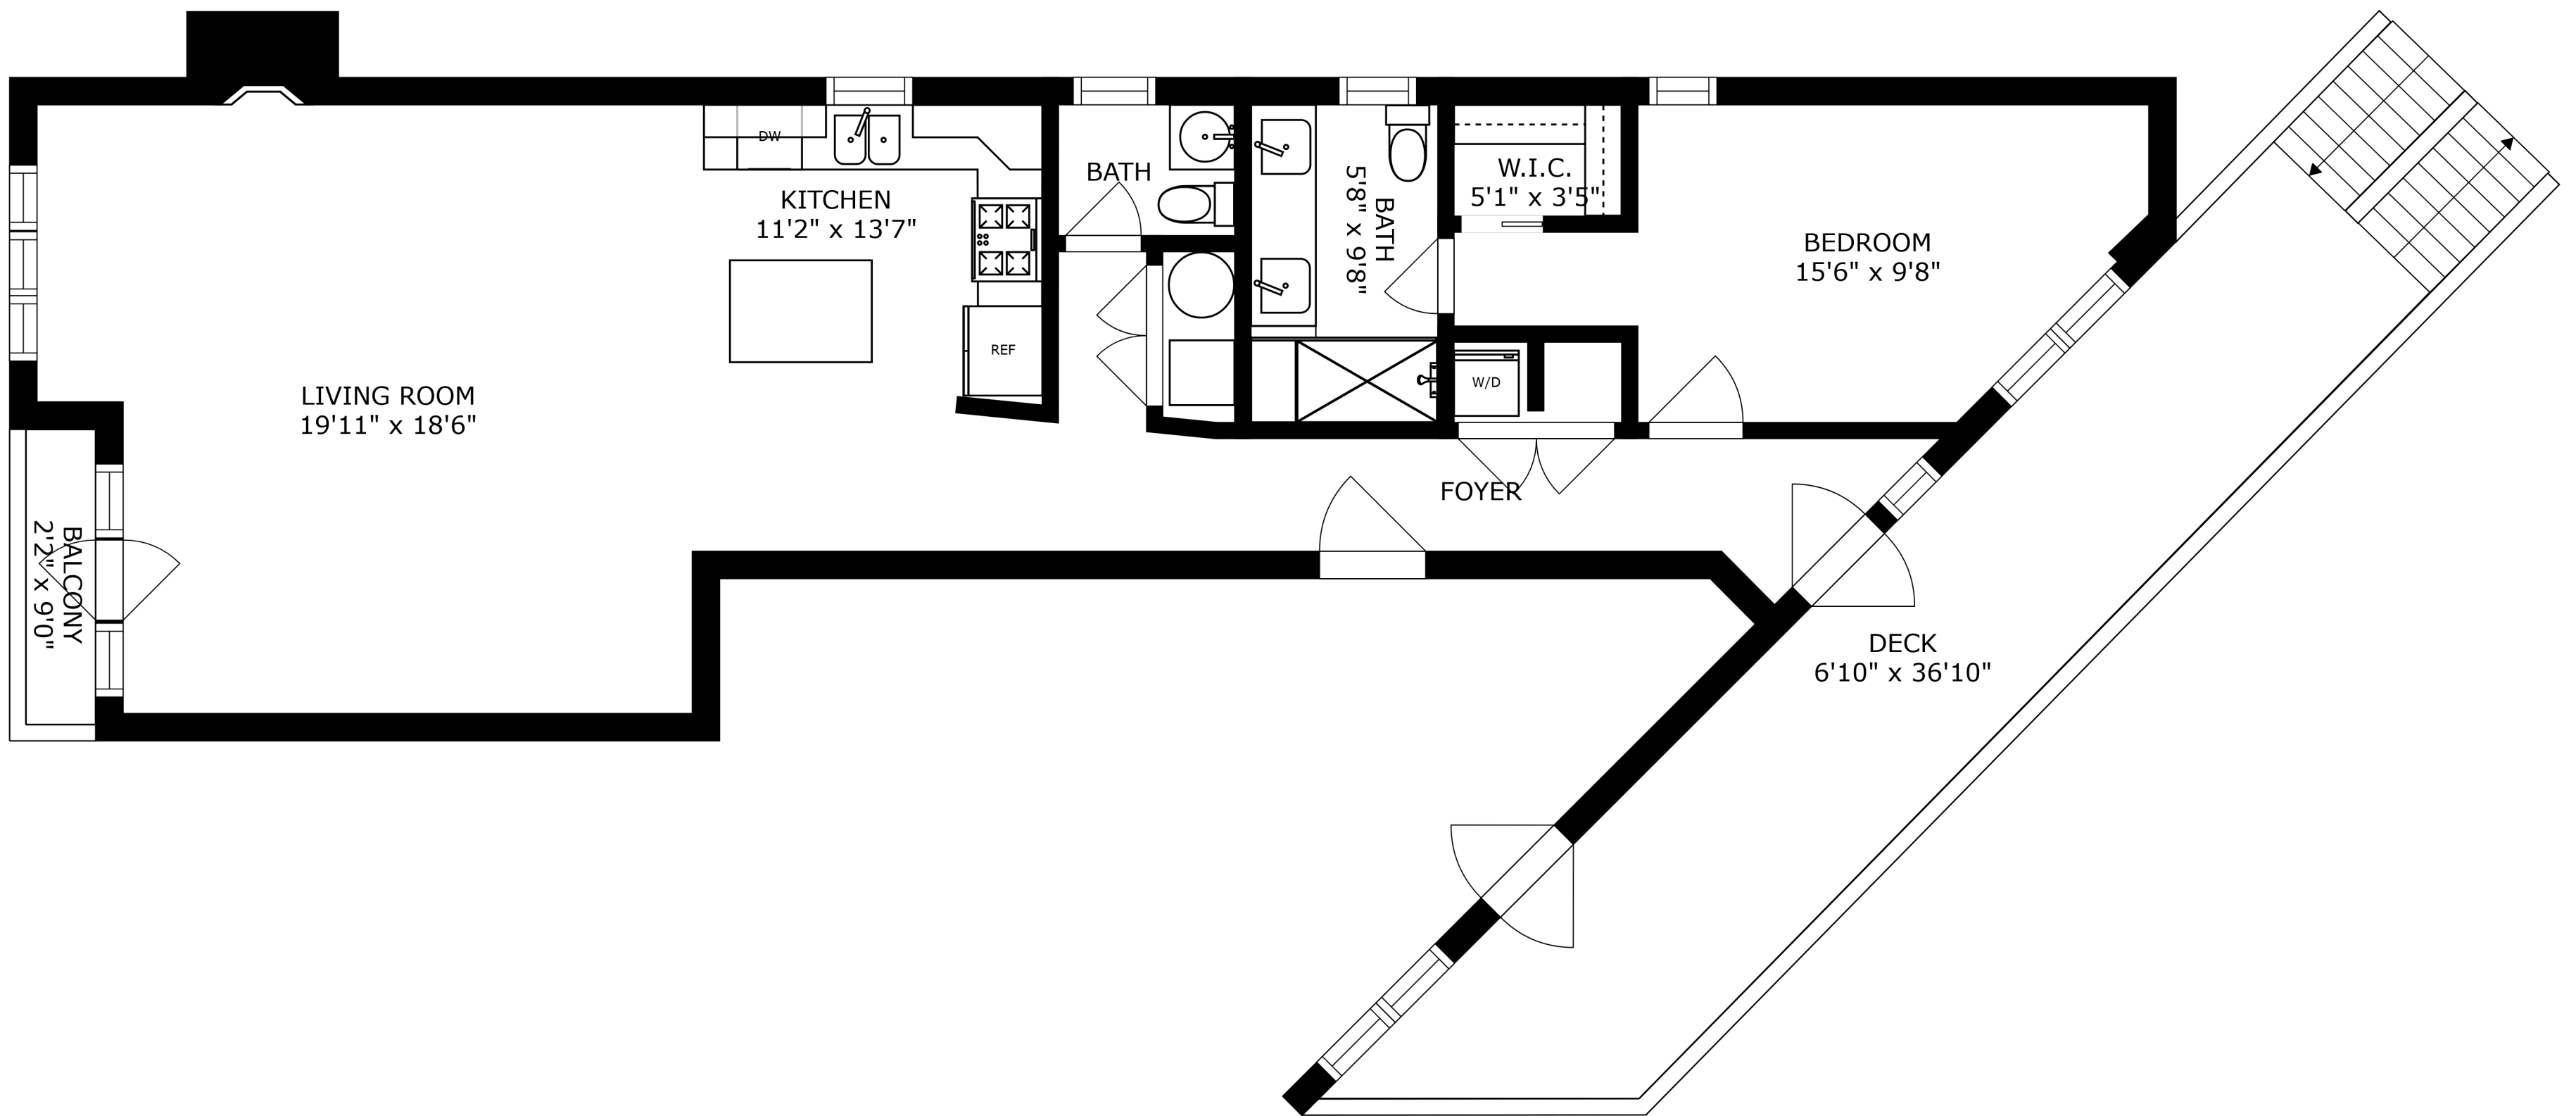 DW
KITCHEN
11'2" x 13'7"
REF
LIVING ROOM
19'11" x 18'6"
BALCONY
2'2" x 9'0"
BATH
BATH
5'8" x 9'8"
W.I.C.
5'1" x 3'5"
W/D
BEDROOM
15'6" x 9'8"
FOYER
DECK
6'10" x 36'10"